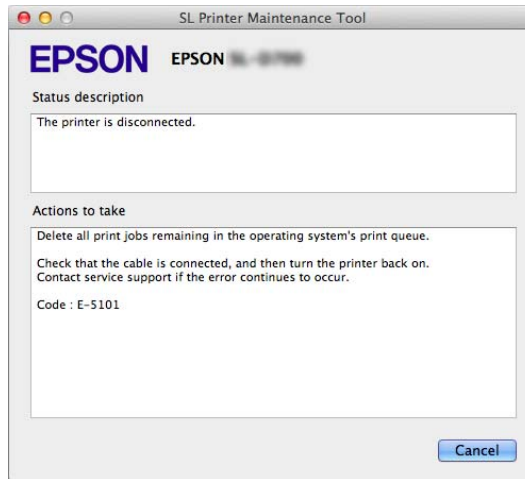 SL Printer Maintenance Tool
EPSON EPSON
Status description
The printer is disconnected.
Actions to take
Delete all print jobs remaining in the operating system's print queue.
Check that the cable is connected, and then turn the printer back on.
Contact service support if the error continues to occur.
Code : E-5101
Cancel